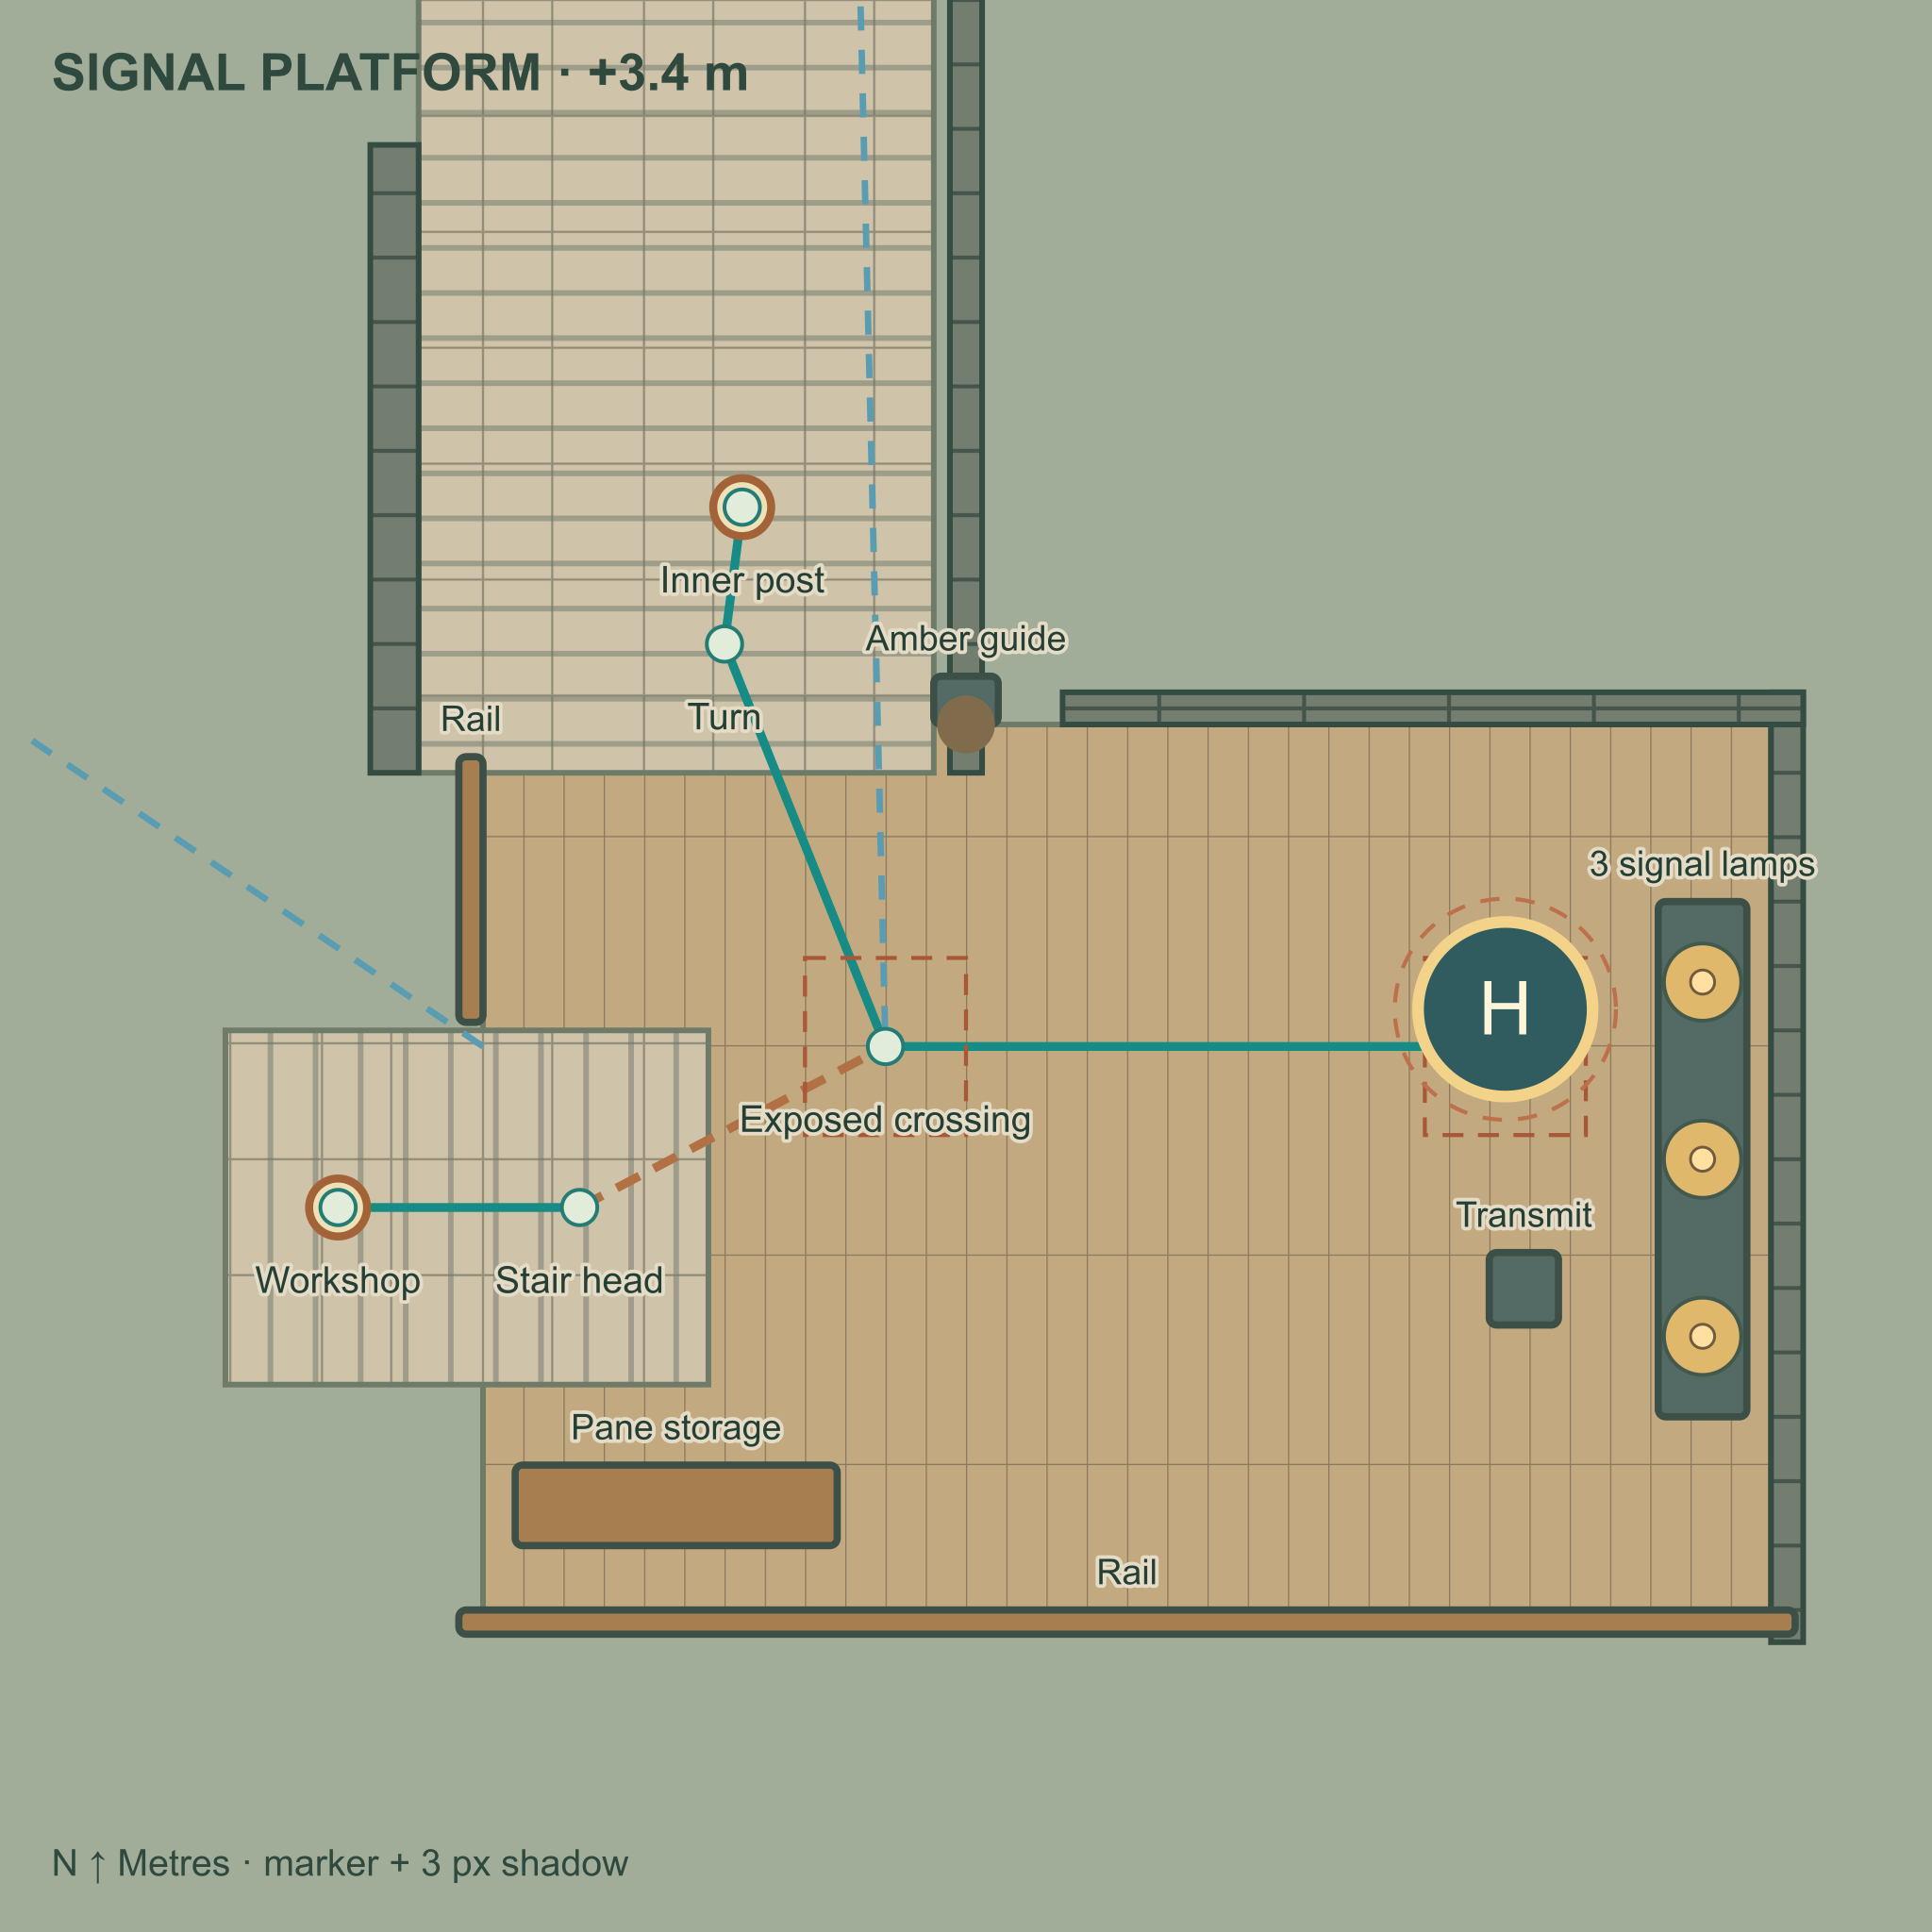 SIGNAL PLATFORM · +3.4 m
Inner post
Amber guide
Rail
Turn
3 signal lamps
H
Exposed crossing
Transmit
Workshop
Stair head
Pane storage
Rail
N ↑ Metres · marker + 3 px shadow